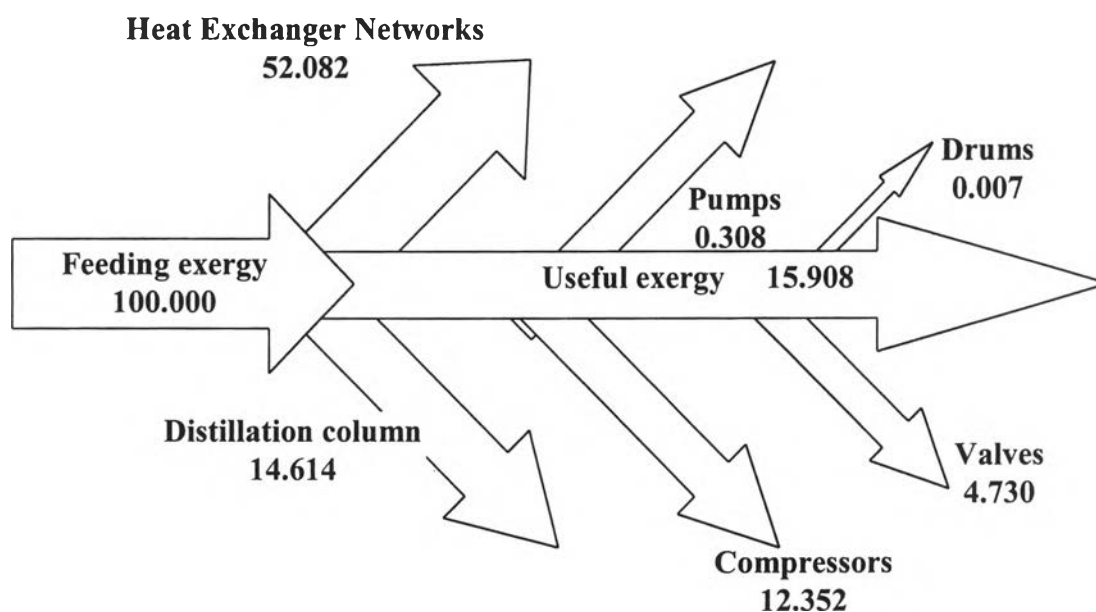 Heat Exchanger Networks
52.082
Drums
0.007
Pumps
0.308
Feeding exergy
100.000
Useful exergy 15.908
Distillation column
14.614
Valves
4.730
Compressors
12.352